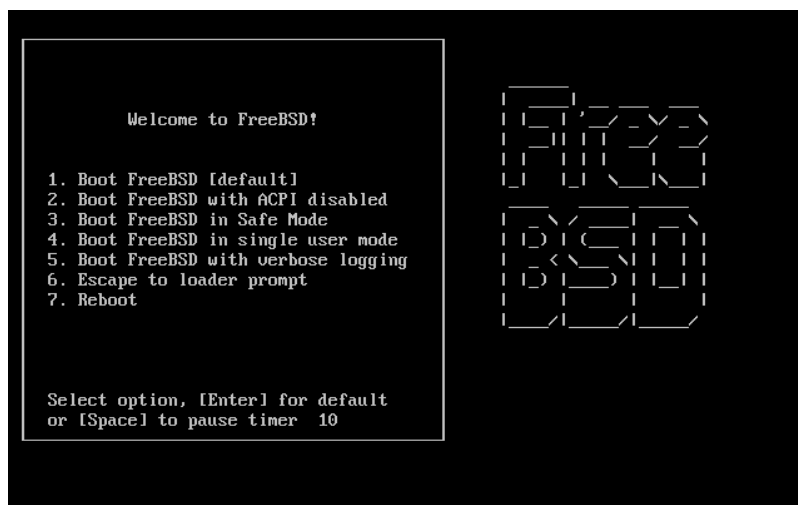 Welcome to FreeBSD!
1. Boot FreeBSD [default]
2. Boot FreeBSD with ACPI disabled
3. Boot FreeBSD in Safe Mode
4. Boot FreeBSD in single user mode
5. Boot FreeBSD with verbose logging
6. Escape to loader prompt
7. Reboot
Select option, [Enter] for default
or [Space] to pause timer 10
Free
BSD